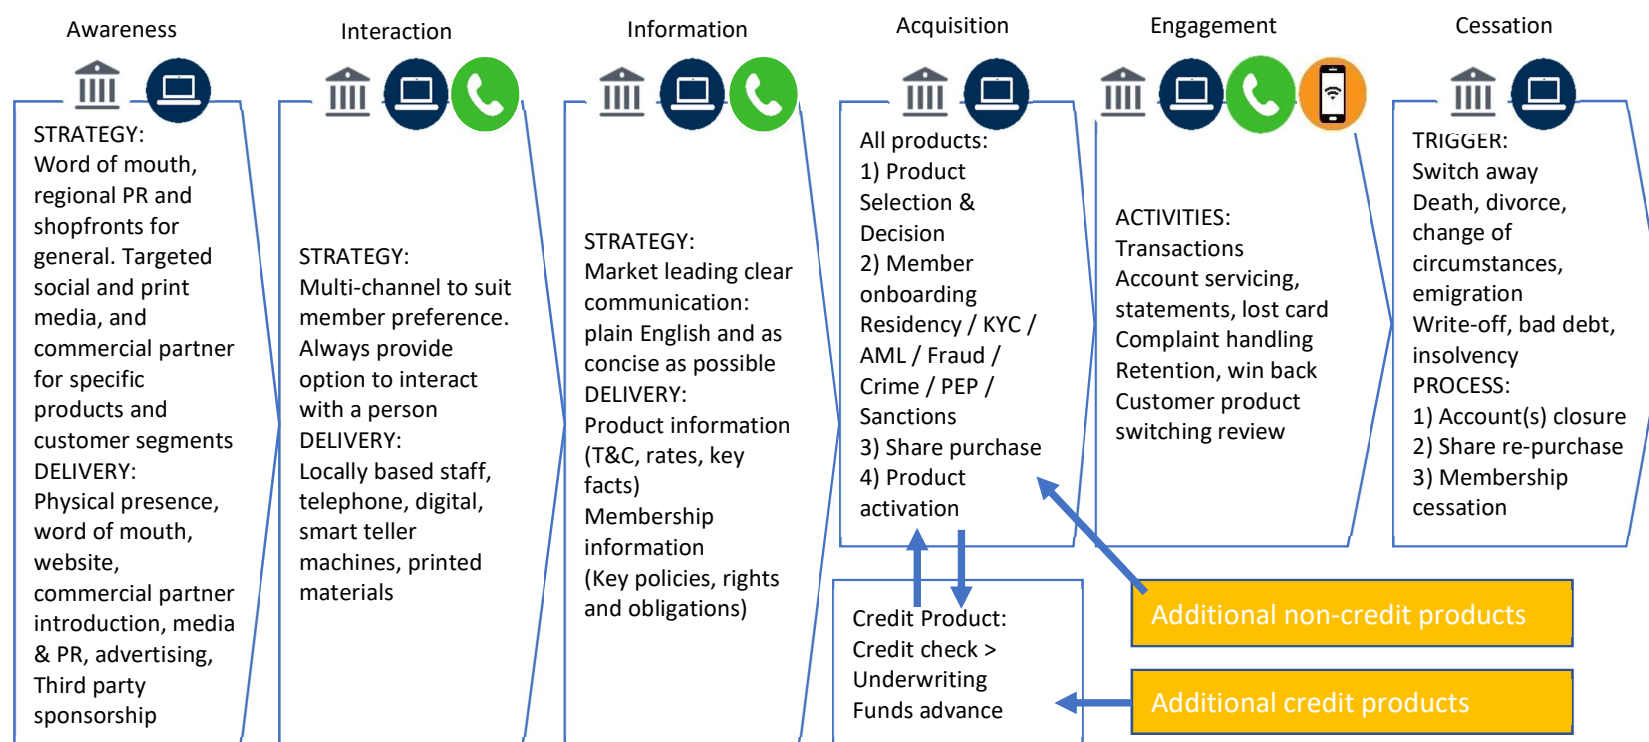 Awareness
STRATEGY:
Word of mouth,
regional PR and
shopfronts for
general. Targeted
social and print
media, and
commercial partner
for specific
products and
customer segments
DELIVERY:
Physical presence,
word of mouth,
website,
commercial partner
introduction, media
& PR, advertising,
Third party
sponsorship
Interaction
STRATEGY:
Multi-channel to suit
member preference.
Always provide
option to interact
with a person
DELIVERY:
Locally based staff,
telephone, digital,
smart teller
machines, printed
materials
Information
STRATEGY:
Market leading clear
communication:
plain English and as
concise as possible
DELIVERY:
Product information
(T&C, rates, key
facts)
Membership
information
(Key policies, rights
and obligations)
Acquisition
All products:
1) Product
Selection &
Decision
2) Member
onboarding
Residency / KYC /
AML / Fraud /
Crime / PEP /
Sanctions
3) Share purchase
4) Product
activation
Credit Product:
Credit check >
Underwriting
Funds advance
Engagement
ACTIVITIES:
Transactions
Account servicing,
statements, lost card
Complaint handling
Retention, win back
Customer product
switching review
Additional non-credit products
Additional credit products
Cessation
TRIGGER:
Switch away
Death, divorce,
change of
circumstances,
emigration
Write-off, bad debt,
insolvency
PROCESS:
1) Account(s) closure
2) Share re-purchase
3) Membership
cessation